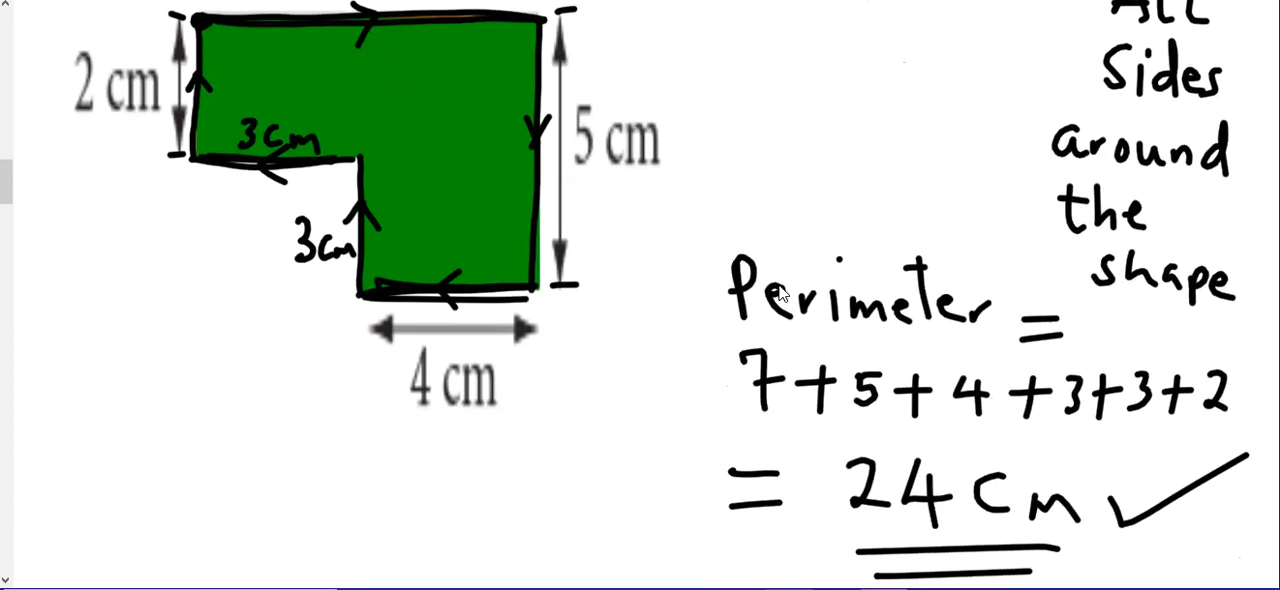 ALL
Sides
around
the
shape
2 cm
3cm
5 cm
3cm
4 cm
Perimeter =
7+5+4+3+3+2
= 24cm